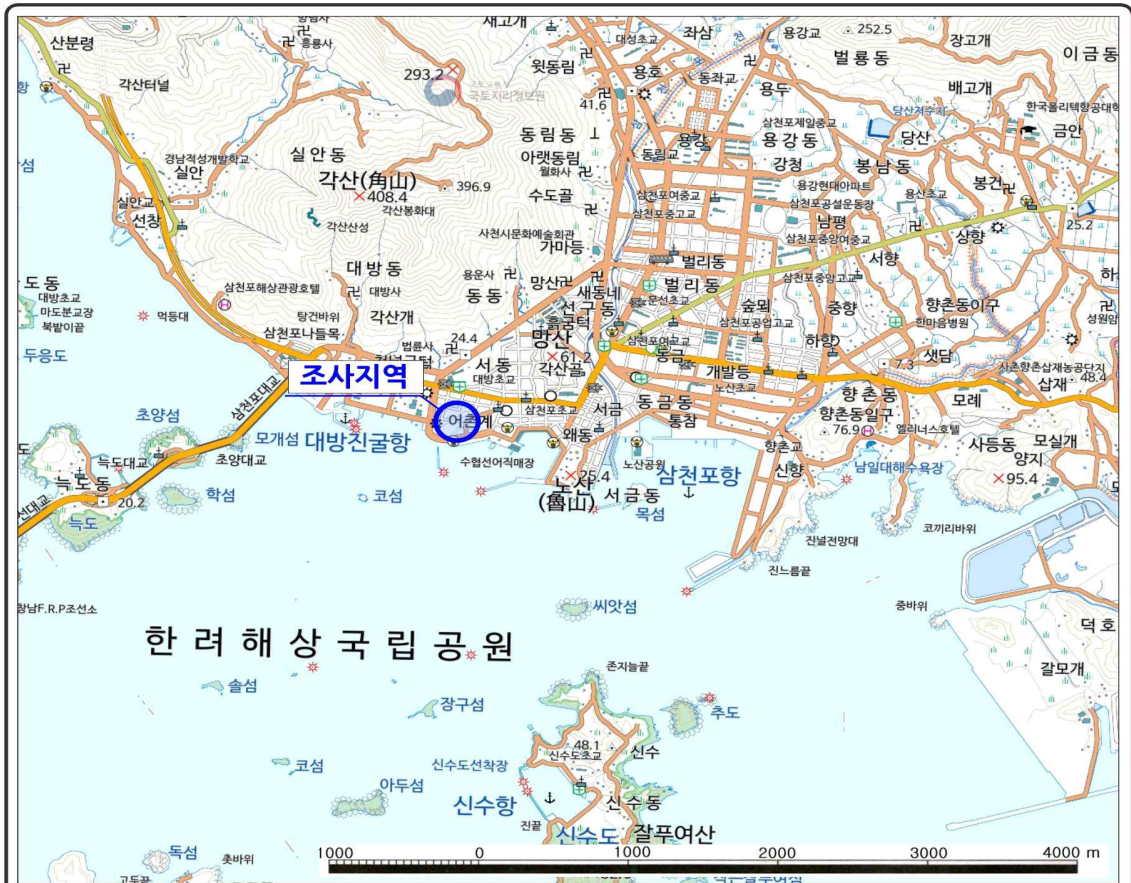 산분령
각산터널
흥룡사
293.2
국토지리정보원
새고개
대성초교
좌삼
용강교
252.5
벌룡동
장고개
이금동
윗동림
용호
동좌교
용두
배고개
41.6
당산저수지
당산
한국폴리텍항공대학
금안
동림동
삼천포제일중교
용강
용강동
강청
봉남동
실안동
경남적성개발학교
실안
아랫동림
월화사
동림교
봉건
각산(角山)
396.9
408.4
각산봉화대
수도골
삼천포여중교
용강현대아파트
용산초교
실안교
선창
각산산성
사천시문화예술회관
삼천포중고교
삼천포공설운동장
남평
25.2
가마등
삼천포중앙여중교
상향
대방동
용운사
망산
벌리동
서향
도동
대방초교
마도분교장
북밭이끝
삼천포해상관광호텔
대방사
동동
새동네
벌리동
삼천포중앙고교
먹등대
탕건바위
각산개
선구동
문선초교
숲뫼
중향
향촌동이구
흙궁턱
삼천포공업고교
한마음병원
성원암
두응도
삼천포나들목
법륜사
24.4
망산
삼천포여고교
하향
61.2
동금
7.3
샛담
사촌향촌삽재농공단지
조사지역
서동
각산골
개발등
삽재
48.4
대방초교
노산초교
삼천포대교
어촌계
삼천포초교
서금
동금동
향촌동
모례
초양섬
통참
향촌동일구
모개섬
대방진굴항
왜동
76.9
엘러너스호텔
사등동
모실개
초양대교
향촌교
양지
늑도대교
수협선어직매장
노산공원
삼천포항
신향
남일대해수욕장
늑도동
25.4
95.4
학섬
코섬
노산
(魯山)
서금동
20.2
목섬
늑도
코끼리바위
진널전망대
진느름끝
창남F.R.P조선소
씨앗섬
중바위
덕호
한려해상국립공원
갈모개
존지늘끝
솔섬
장구섬
추도
48.1
신수도초교
신수
코섬
신수도선착장
아두섬
신수항
신수동
진끝
신수도
잘푸여산
독섬
촛바위
1000 0 1000 2000 3000 4000 m
고두끝